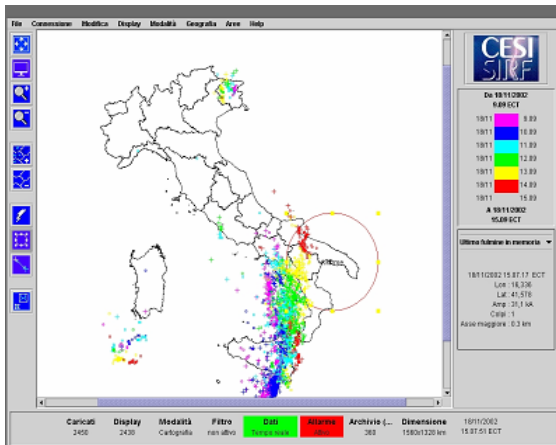 File Connessione Modifica Display Modalità Geografia Aree Help
CESI
SIRF
Da 18/11/2002
9.09 ECT
18/11 9.09
18/11 10.09
18/11 11.09
18/11 12.09
18/11 13.09
18/11 14.09
18/11 15.09
A 18/11/2002
15.09 ECT
Ultimo fulmine in memoria
18/11/2002 15.07.17 ECT
Lon : 16,336
Lat : 41,578
Amp : 31,1 kA
Colpi : 1
Asse maggiore : 0.3 km
Caricati Display Modalità Filtro Dati Allarme Archivio (... Dimensione 18/11/2002
2450 2430 Cartografia non attivo Tempo reale Attivo 360 1560x1320 km 15.07.51 ECT